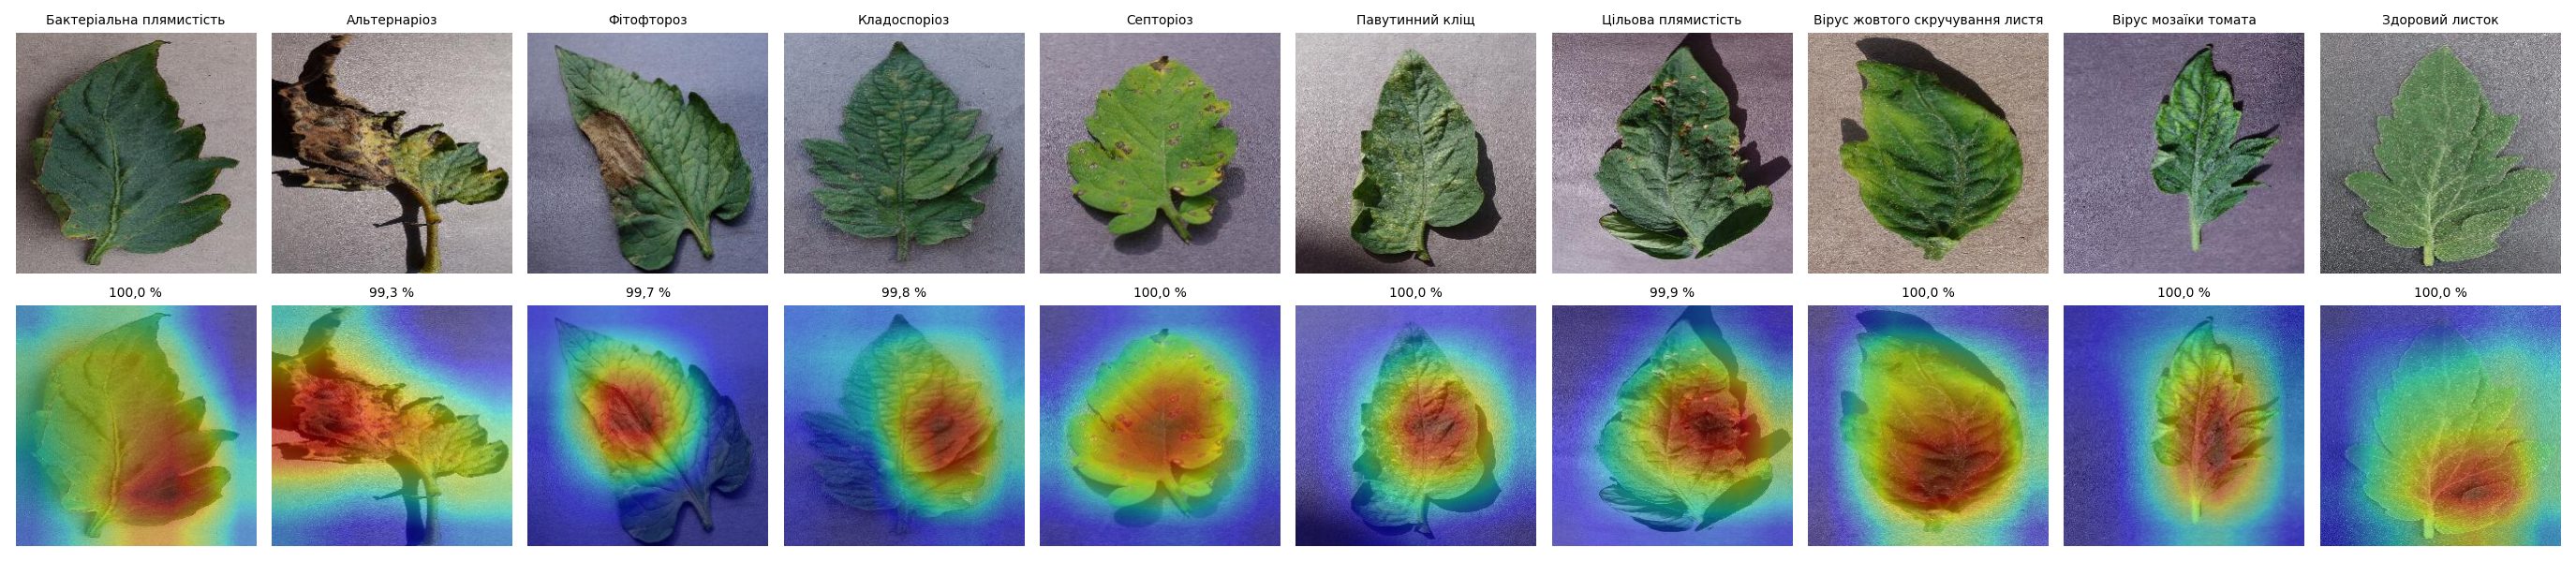 Бактеріальна плямистість
Альтернаріоз
Фітофтороз
Кладоспоріоз
Септоріоз
Павутинний кліщ
Цільова плямистість
Вірус жовтого скручування листя
Вірус мозаїки томата
Здоровий листок
100,0 %
99,3 %
99,7 %
99,8 %
100,0 %
100,0 %
99,9 %
100,0 %
100,0 %
100,0 %